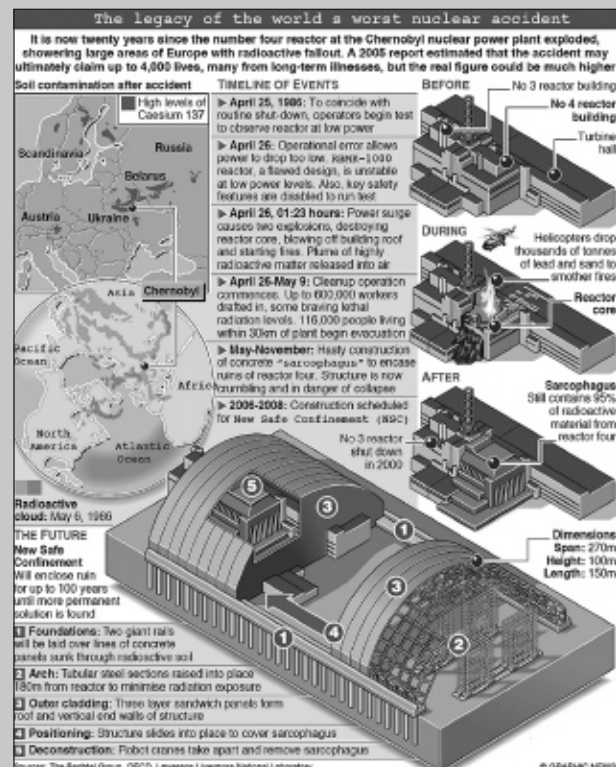 The legacy of the world s worst nuclear accident
It is now twenty years since the number four reactor at the Chernobyl nuclear power plant exploded,
showering large areas of Europe with radioactive fallout. A 2005 report estimated that the accident may
ultimately claim up to 4,000 lives, many from long-term illnesses, but the real figure could be much higher
Soil contamination after accident
High levels of
Caesium 137
Scandinavia
Russia
Belarus
Austria
Ukraine
Chernobyl
Asia
Pacific
Ocean
Africa
North
America
Atlantic
Ocean
Radioactive
cloud: May 6, 1986
TIMELINE OF EVENTS
▶ April 25, 1986: To coincide with
routine shut-down, operators begin test
to observe reactor at low power
▶ April 26: Operational error allows
power to drop too low. RBMK-1000
reactor, a flawed design, is unstable
at low power levels. Also, key safety
features are disabled to run test
▶ April 26, 01:23 hours: Power surge
causes two explosions, destroying
reactor core, blowing off building roof
and starting fires. Plume of highly
radioactive matter released into air
▶ April 26-May 9: Cleanup operation
commences. Up to 600,000 workers
drafted in, some braving lethal
radiation levels. 116,000 people living
within 30km of plant begin evacuation
▶ May-November: Hasty construction
of concrete "sarcophagus" to encase
ruins of reactor four. Structure is now
crumbling and in danger of collapse
▶ 2006-2008: Construction scheduled
for New Safe Confinement (NSC)
BEFORE
No 3 reactor building
No 4 reactor
building
Turbine
hall
DURING
Helicopters drop
thousands of tonnes
of lead and sand to
smother fires
Reactor
core
AFTER
Sarcophagus
Still contains 95%
of radioactive
material from
reactor four
No 3 reactor
shut down
in 2000
THE FUTURE
New Safe
Confinement
Will enclose ruin
for up to 100 years
until more permanent
solution is found
Dimensions
Span: 270m
Height: 100m
Length: 150m
5
3
1
3
4
1
2
1 Foundations: Two giant rails
will be laid over lines of concrete
panels sunk through radioactive soil
2 Arch: Tubular steel sections raised into place
180m from reactor to minimise radiation exposure
3 Outer cladding: Three layer sandwich panels form
roof and vertical end walls of structure
4 Positioning: Structure slides into place to cover sarcophagus
5 Deconstruction: Robot cranes take apart and remove sarcophagus
Sources: The Bechtel Group, OECD, Lawrence Livermore National Laboratory
© GRAPHIC NEWS